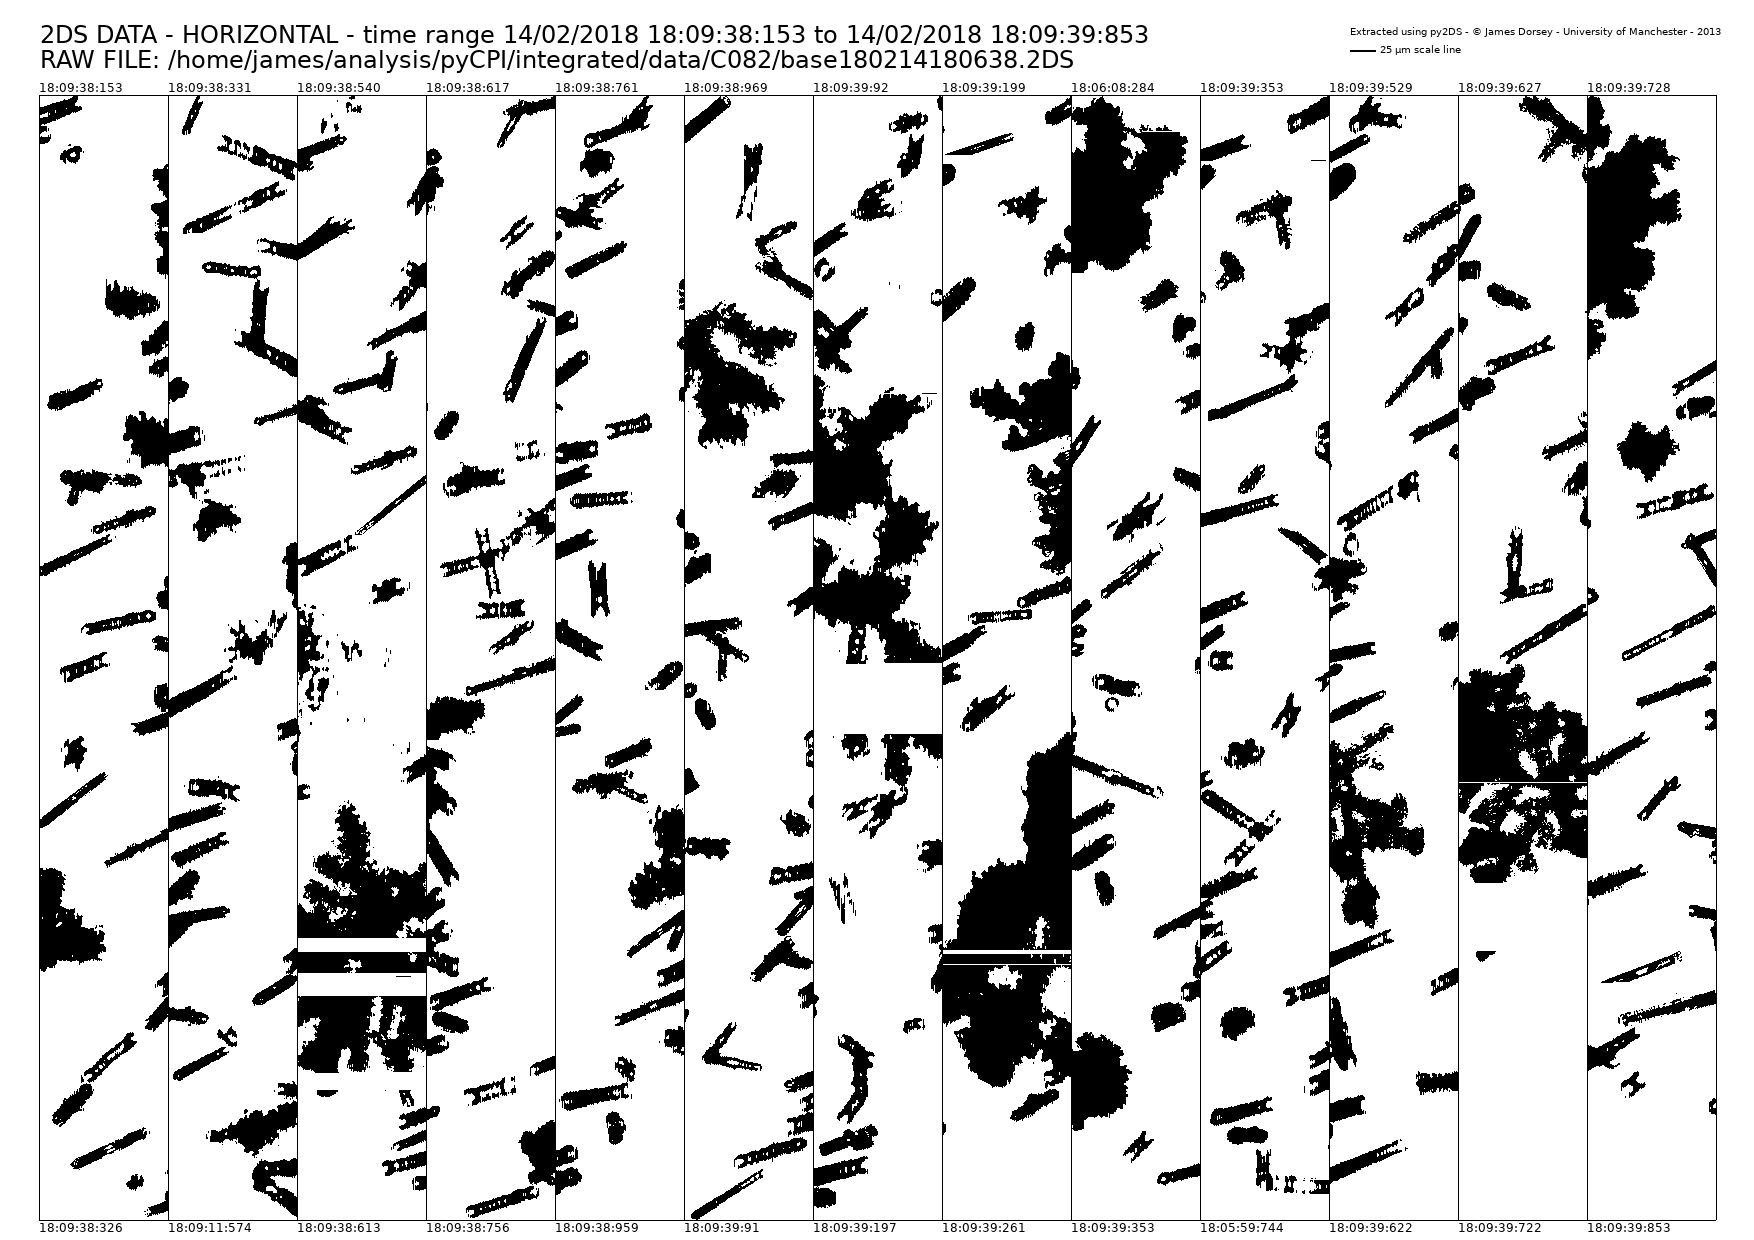 2DS DATA - HORIZONTAL - time range 14/02/2018 18:09:38:153 to 14/02/2018 18:09:39:853
RAW FILE: /home/james/analysis/pyCPI/integrated/data/C082/base180214180638.2DS
Extracted using py2DS - © James Dorsey - University of Manchester - 2013
25 µm scale line
18:09:38:153 18:09:38:331 18:09:38:540 18:09:38:617 18:09:38:761 18:09:38:969 18:09:39:92 18:09:39:199 18:06:08:284 18:09:39:353 18:09:39:529 18:09:39:627 18:09:39:728
18:09:38:326 18:09:11:574 18:09:38:613 18:09:38:756 18:09:38:959 18:09:39:91 18:09:39:197 18:09:39:261 18:09:39:353 18:05:59:744 18:09:39:622 18:09:39:722 18:09:39:853